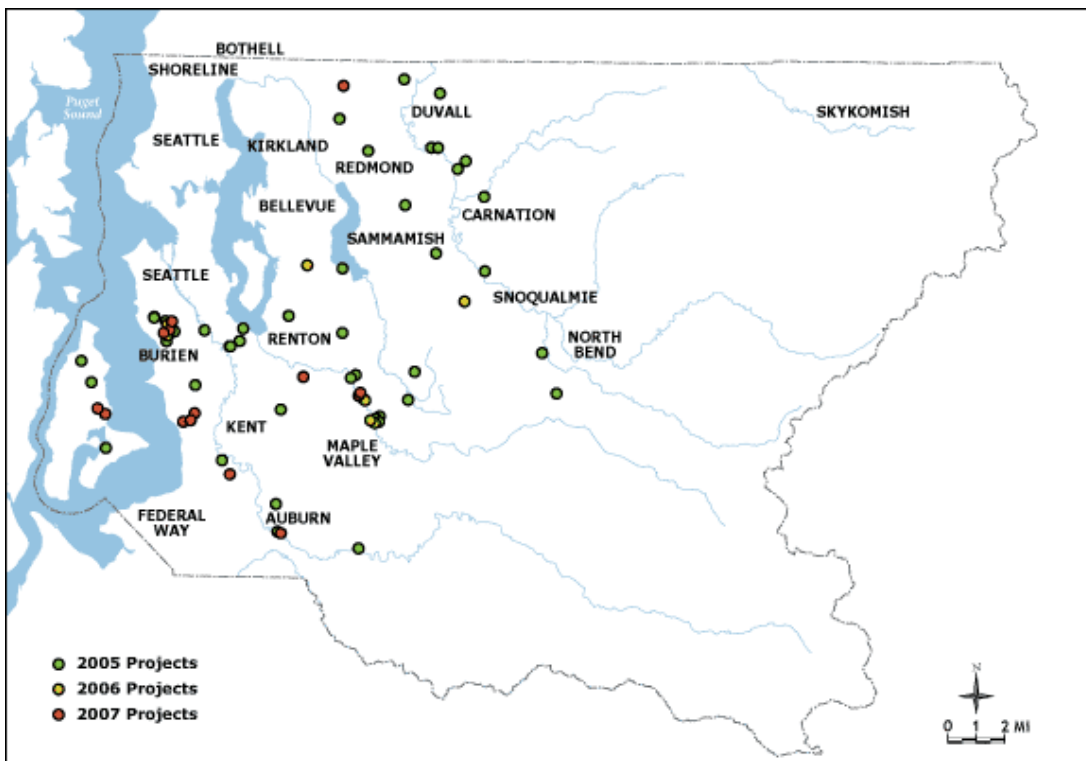 BOTHELL
SHORELINE
Puget
Sound
DUVALL
SKYKOMISH
SEATTLE
KIRKLAND
REDMOND
BELLEVUE
CARNATION
SAMMAMISH
SEATTLE
SNOQUALMIE
RENTON
NORTH
BEND
BURIEN
KENT
MAPLE
VALLEY
FEDERAL
WAY
AUBURN
2005 Projects
2006 Projects
2007 Projects
N
0 1 2 MI